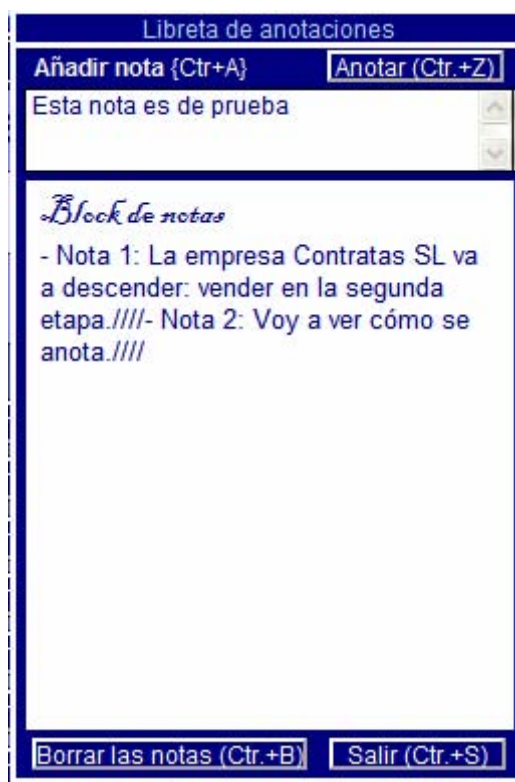 Libreta de anotaciones
Añadir nota {Ctr+A} Anotar (Ctr.+Z)
Esta nota es de prueba
Block de notas
- Nota 1: La empresa Contratas SL va
a descender: vender en la segunda
etapa.////- Nota 2: Voy a ver cómo se
anota.////
Borrar las notas (Ctr.+B) Salir (Ctr.+S)